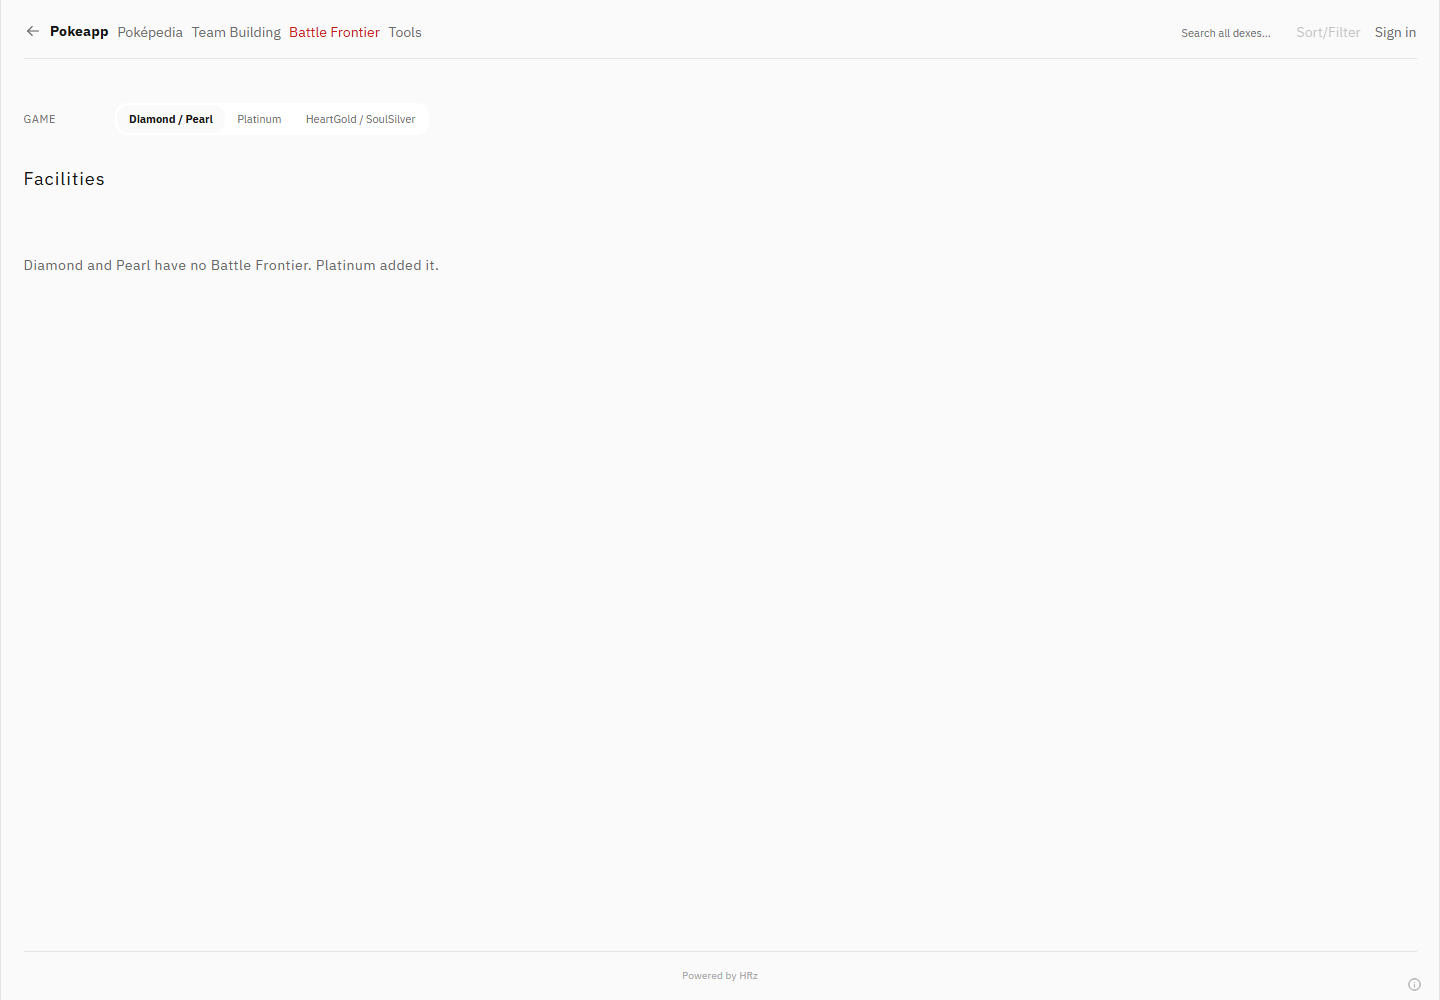 Pokeapp Poképedia Team Building Battle Frontier Tools Search all dexes... Sort/Filter Sign in
GAME Diamond / Pearl Platinum HeartGold / SoulSilver
Facilities
Diamond and Pearl have no Battle Frontier. Platinum added it.
Powered by HRz